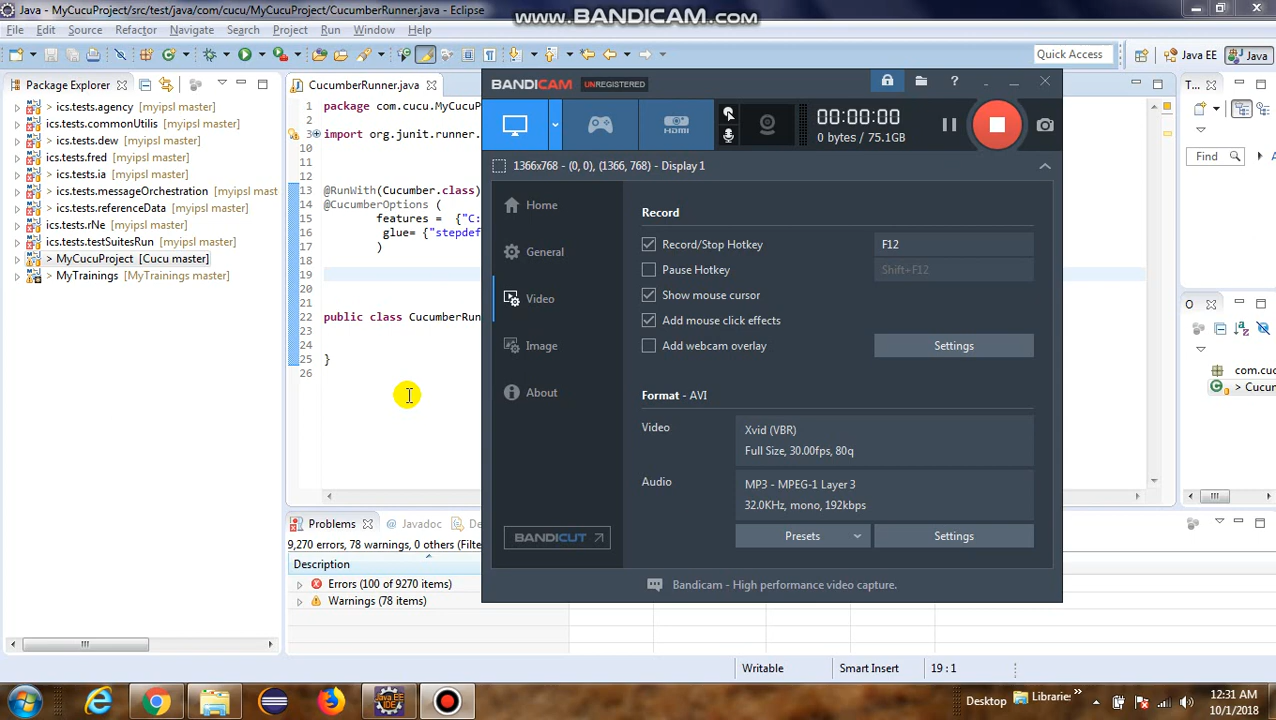 Java - MyCucuProject/src/test/java/com/cucu/MyCucuProject/CucumberRunner.java - Eclipse
www.BANDICAM.com
File Edit Source Refactor Navigate Search Project Run Window Help
Quick Access
Java EE
Java
Package Explorer
> ics.tests.agency [myipsl master]
ics.tests.commonUtilis [myipsl master]
> ics.tests.dew [myipsl master]
> ics.tests.fred [myipsl master]
> ics.tests.ia [myipsl master]
> ics.tests.messageOrchestration [myipsl mast
> ics.tests.referenceData [myipsl master]
ics.tests.rNe [myipsl master]
ics.tests.testSuitesRun [myipsl master]
> MyCucuProject [Cucu master]
> MyTrainings [MyTrainings master]
CucumberRunner.java
1 package com.cucu.MyCucuP
2
3 import org.junit.runner.
10
12
13 @RunWith(Cucumber.class)
14 @CucumberOptions (
15 features = {"C:
16 glue= {"stepdef
17 )
18
19
21
22 public class CucumberRun
23
24
25 }
26
BANDICAM UNREGISTERED
HDMI
00:00:00
0 bytes / 75.1GB
1366x768 - (0, 0), (1366, 768) - Display 1
Home
General
Video
Image
About
BANDICUT
Record
Record/Stop Hotkey F12
Pause Hotkey Shift+F12
Show mouse cursor
Add mouse click effects
Add webcam overlay Settings
Format - AVI
Video
Xvid (VBR)
Full Size, 30.00fps, 80q
Audio
MP3 - MPEG-1 Layer 3
32.0KHz, mono, 192kbps
Presets Settings
Bandicam - High performance video capture.
T...
Find
A
O
com.cuc
> Cucur
Problems @ Javadoc De
9,270 errors, 78 warnings, 0 others (Filte
Description
Errors (100 of 9270 items)
Warnings (78 items)
Writable Smart Insert 19 : 1
Java EE IDE
Desktop
Librarie:
12:31 AM
10/1/2018